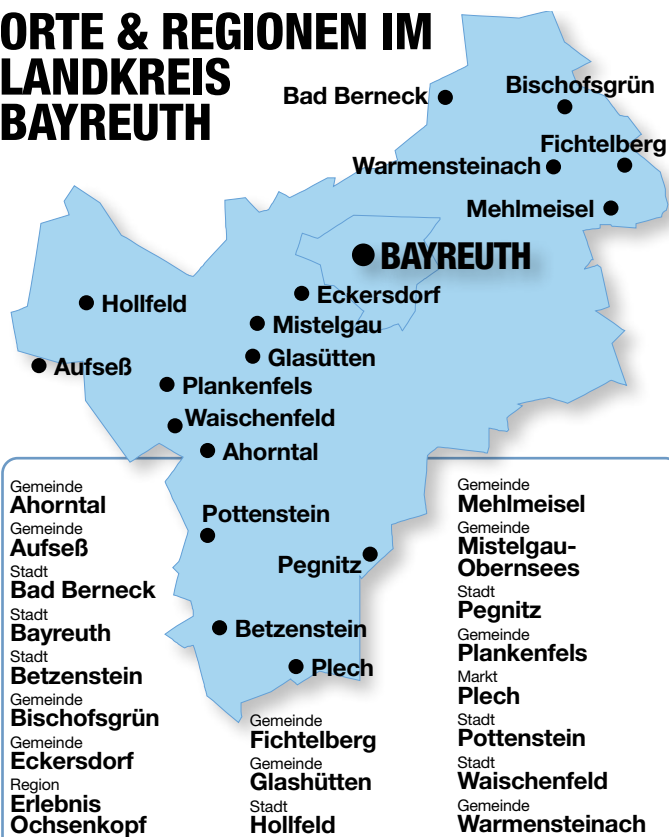 ORTE & REGIONEN IM
LANDKREIS
BAYREUTH
Bad Berneck
Bischofsgrün
Fichtelberg
Warmensteinach
Mehlmeisel
BAYREUTH
Eckersdorf
Hollfeld
Mistelgau
Glasütten
Aufseß
Plankenfels
Waischenfeld
Ahorntal
Pottenstein
Pegnitz
Betzenstein
Plech
Gemeinde
Ahorntal
Gemeinde
Aufseß
Stadt
Bad Berneck
Stadt
Bayreuth
Stadt
Betzenstein
Gemeinde
Bischofsgrün
Gemeinde
Eckersdorf
Region
Erlebnis
Ochsenkopf
Gemeinde
Fichtelberg
Gemeinde
Glashütten
Stadt
Hollfeld
Gemeinde
Mehlmeisel
Gemeinde
Mistelgau-
Obernsees
Stadt
Pegnitz
Gemeinde
Plankenfels
Markt
Plech
Stadt
Pottenstein
Stadt
Waischenfeld
Gemeinde
Warmensteinach